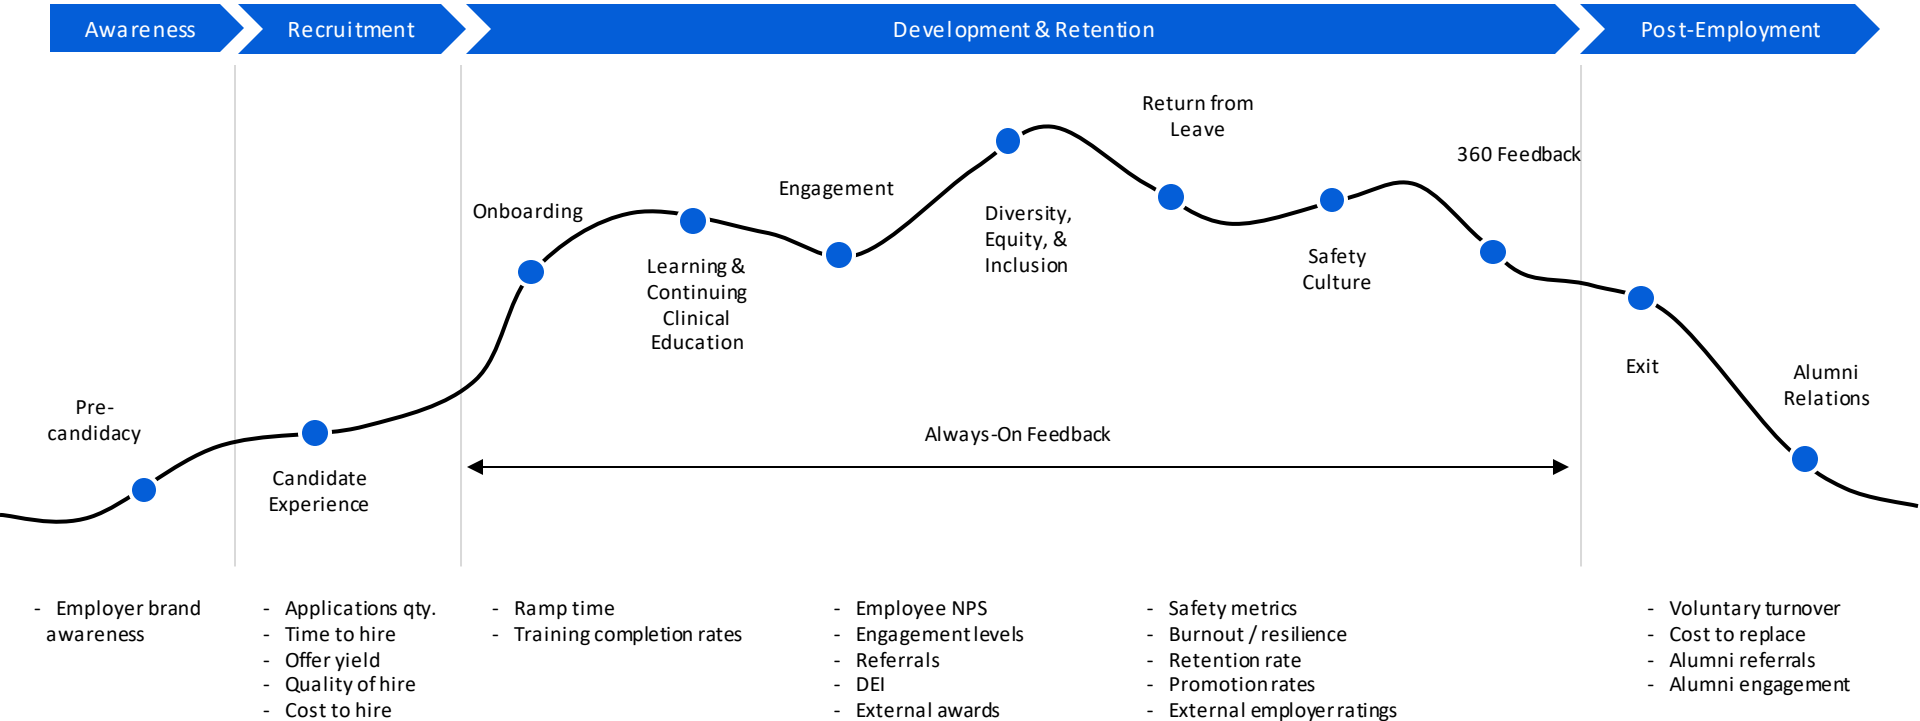 Awareness
Recruitment
Development & Retention
Post-Employment
Pre-
candidacy
Candidate
Experience
Onboarding
Learning &
Continuing
Clinical
Education
Engagement
Diversity,
Equity, &
Inclusion
Return from
Leave
Safety
Culture
360 Feedback
Exit
Alumni
Relations
Always-On Feedback
- Employer brand
awareness
- Applications qty.
- Time to hire
- Offer yield
- Quality of hire
- Cost to hire
- Ramp time
- Training completion rates
- Employee NPS
- Engagement levels
- Referrals
- DEI
- External awards
- Safety metrics
- Burnout / resilience
- Retention rate
- Promotion rates
- External employer ratings
- Voluntary turnover
- Cost to replace
- Alumni referrals
- Alumni engagement